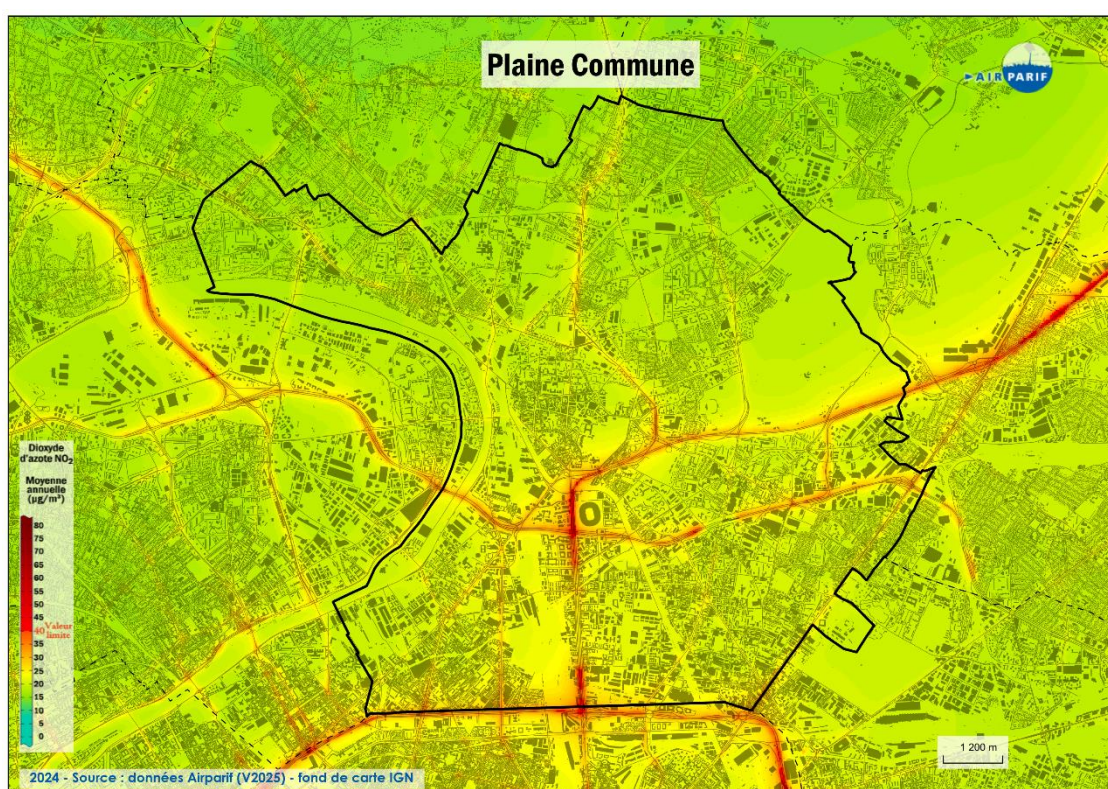 Plaine Commune
AIR PARIF
Dioxyde
d'azote NO₂
Moyenne
annuelle
(µg/m³)
80
75
70
65
60
55
50
45
40 Valeur
limite
35
30
25
20
15
10
5
0
1 200 m
2024 - Source : données Airparif (V2025) - fond de carte IGN